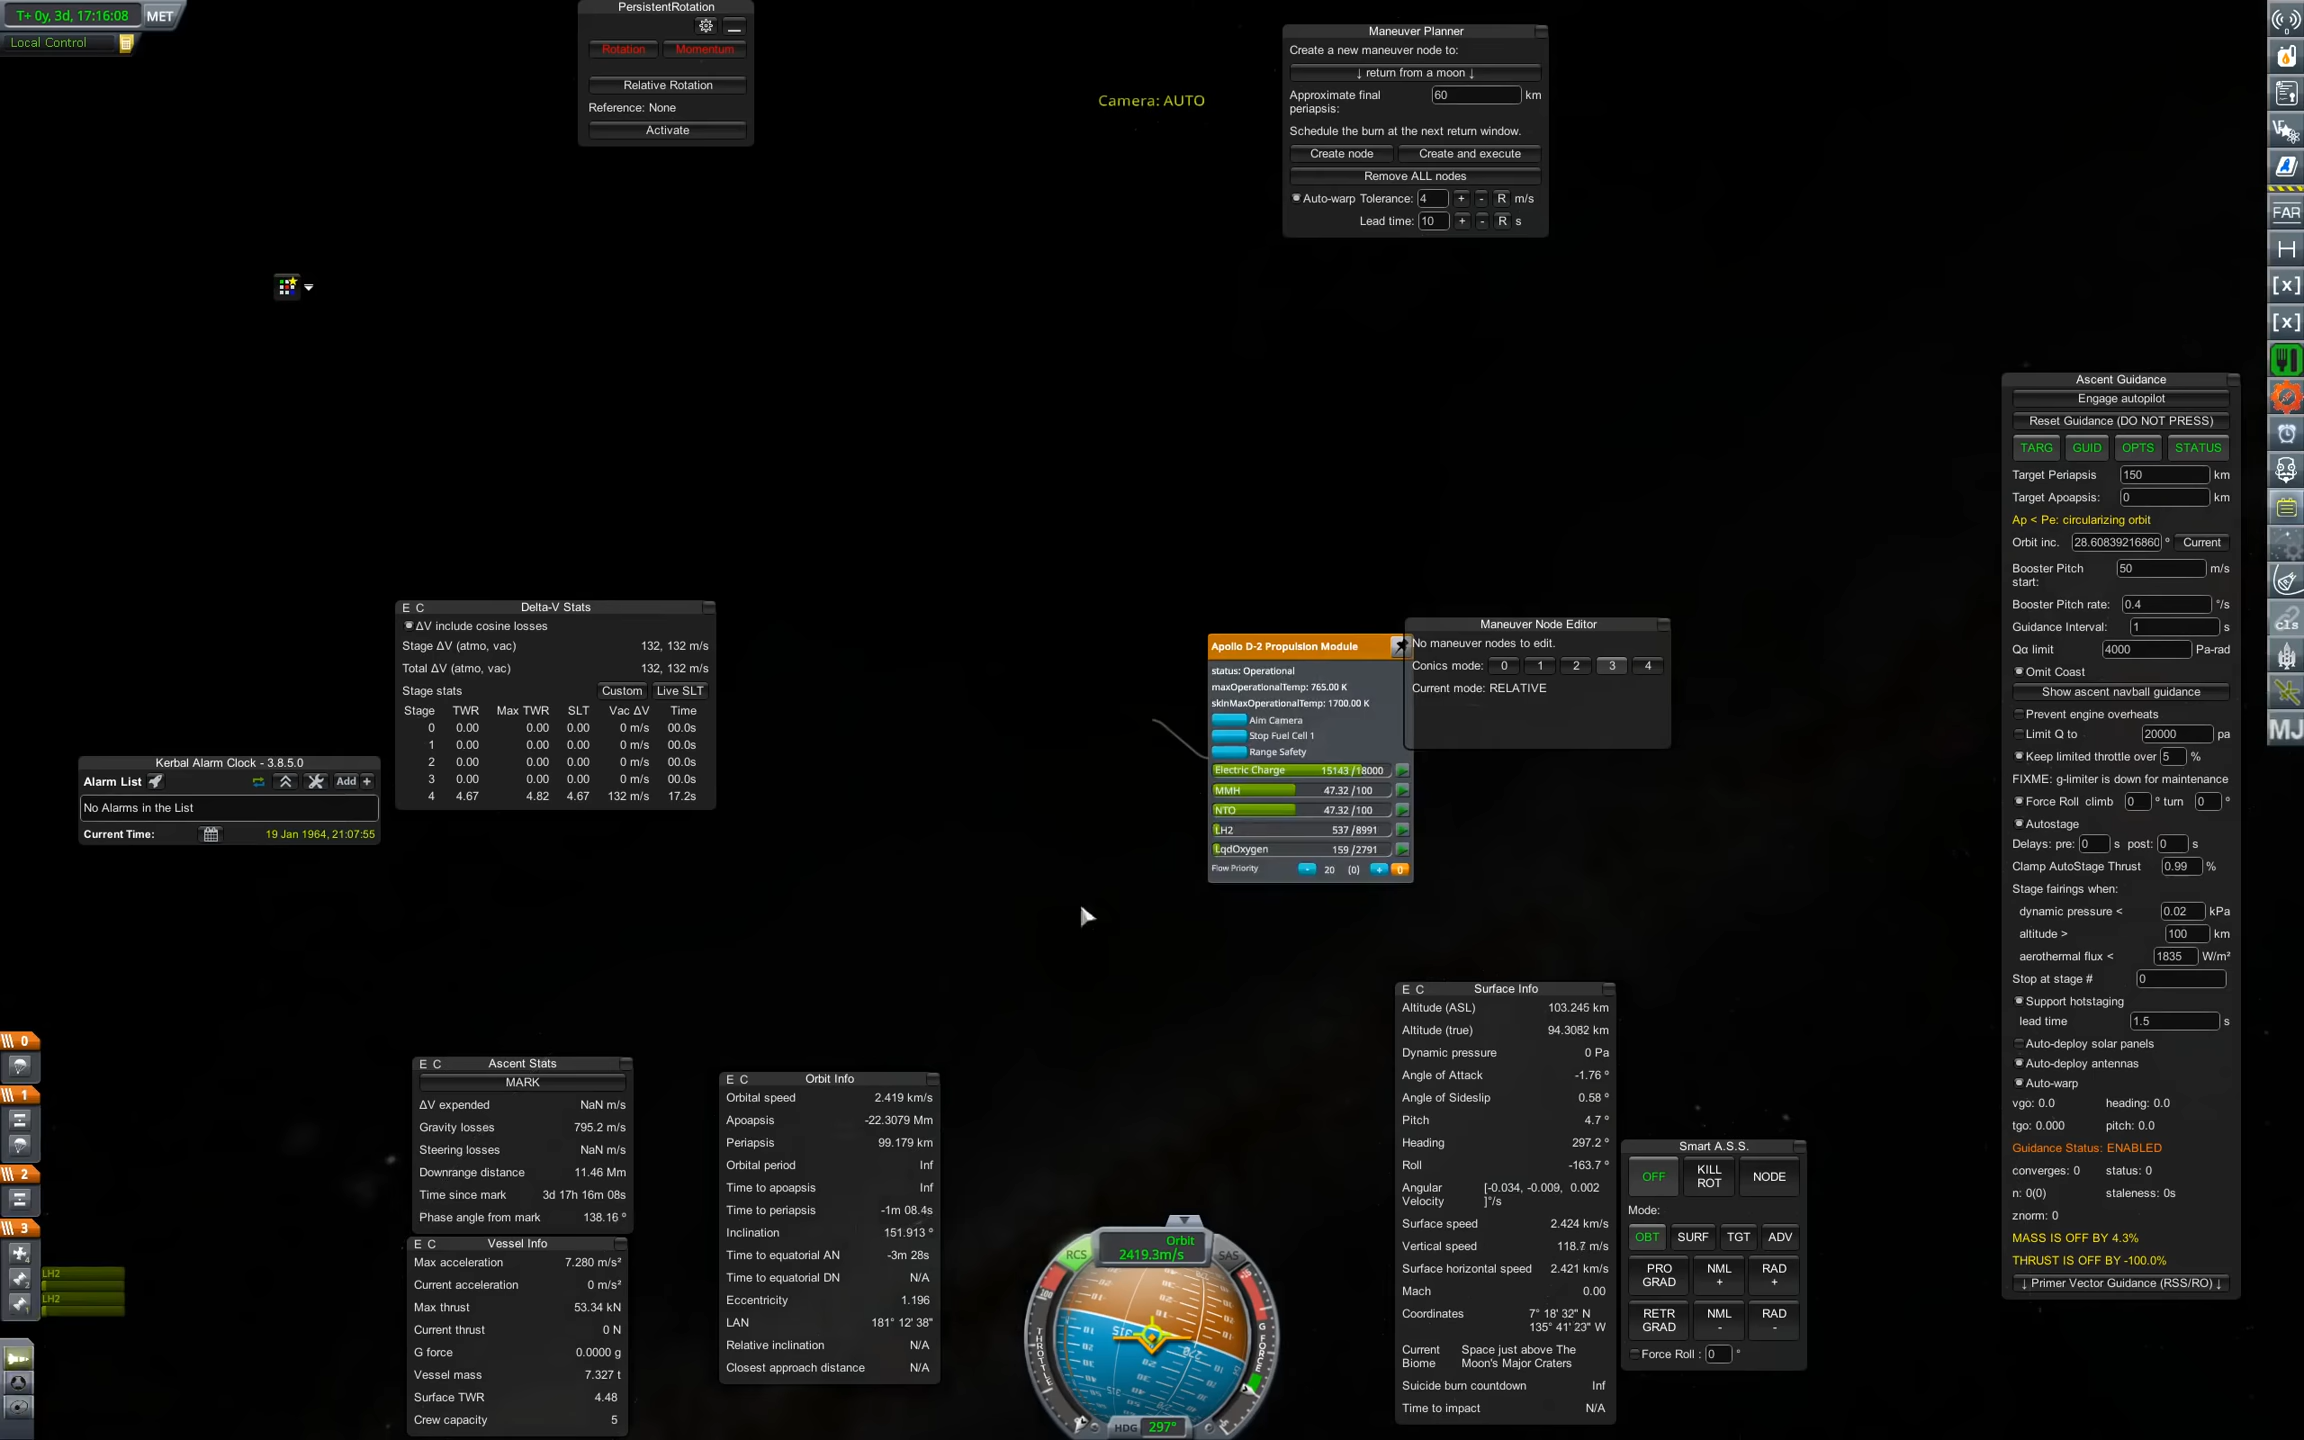 T+ 0y, 3d, 17:16:08 MET
Local Control
PersistentRotation
Rotation Momentum
Relative Rotation
Reference: None
Activate
Camera: AUTO
Maneuver Planner
Create a new maneuver node to:
↓ return from a moon ↓
Approximate final periapsis: 60 km
Schedule the burn at the next return window.
Create node Create and execute
Remove ALL nodes
Auto-warp Tolerance: 4 + - R m/s
Lead time: 10 + - R s
FAR
H
[x]
[x]
cls
MJ
Ascent Guidance
Engage autopilot
Reset Guidance (DO NOT PRESS)
TARG GUID OPTS STATUS
Target Periapsis 150 km
Target Apoapsis: 0 km
Ap < Pe: circularizing orbit
Orbit inc. 28.60839216860 ° Current
Booster Pitch start: 50 m/s
Booster Pitch rate: 0.4 °/s
Guidance Interval: 1 s
Qα limit 4000 Pa-rad
Omit Coast
Show ascent navball guidance
Prevent engine overheats
Limit Q to 20000 pa
Keep limited throttle over 5 %
FIXME: g-limiter is down for maintenance
Force Roll climb 0 ° turn 0 °
Autostage
Delays: pre: 0 s post: 0 s
Clamp AutoStage Thrust 0.99 %
Stage fairings when:
dynamic pressure < 0.02 kPa
altitude > 100 km
aerothermal flux < 1835 W/m²
Stop at stage # 0
Support hotstaging
lead time 1.5 s
Auto-deploy solar panels
Auto-deploy antennas
Auto-warp
vgo: 0.0 heading: 0.0
tgo: 0.000 pitch: 0.0
Guidance Status: ENABLED
converges: 0 status: 0
n: 0(0) staleness: 0s
znorm: 0
MASS IS OFF BY 4.3%
THRUST IS OFF BY -100.0%
↓ Primer Vector Guidance (RSS/RO) ↓
E C Delta-V Stats
ΔV include cosine losses
Stage ΔV (atmo, vac) 132, 132 m/s
Total ΔV (atmo, vac) 132, 132 m/s
Stage stats Custom Live SLT
Stage TWR Max TWR SLT Vac ΔV Time
0 0.00 0.00 0.00 0 m/s 00.0s
1 0.00 0.00 0.00 0 m/s 00.0s
2 0.00 0.00 0.00 0 m/s 00.0s
3 0.00 0.00 0.00 0 m/s 00.0s
4 4.67 4.82 4.67 132 m/s 17.2s
Kerbal Alarm Clock - 3.8.5.0
Alarm List Add +
No Alarms in the List
Current Time: 19 Jan 1964, 21:07:55
Apollo D-2 Propulsion Module
status: Operational
maxOperationalTemp: 765.00 K
skinMaxOperationalTemp: 1700.00 K
Aim Camera
Stop Fuel Cell 1
Range Safety
Electric Charge 15143 /18000
MMH 47.32 /100
NTO 47.32 /100
LH2 537 /8991
LqdOxygen 159 /2791
Flow Priority - 20 (0) + 0
Maneuver Node Editor
No maneuver nodes to edit.
Conics mode: 0 1 2 3 4
Current mode: RELATIVE
0
1
2
3
LH2
LH2
E C Ascent Stats
MARK
ΔV expended NaN m/s
Gravity losses 795.2 m/s
Steering losses NaN m/s
Downrange distance 11.46 Mm
Time since mark 3d 17h 16m 08s
Phase angle from mark 138.16 °
E C Vessel Info
Max acceleration 7.280 m/s²
Current acceleration 0 m/s²
Max thrust 53.34 kN
Current thrust 0 N
G force 0.0000 g
Vessel mass 7.327 t
Surface TWR 4.48
Crew capacity 5
E C Orbit Info
Orbital speed 2.419 km/s
Apoapsis -22.3079 Mm
Periapsis 99.179 km
Orbital period Inf
Time to apoapsis Inf
Time to periapsis -1m 08.4s
Inclination 151.913 °
Time to equatorial AN -3m 28s
Time to equatorial DN N/A
Eccentricity 1.196
LAN 181° 12' 38"
Relative inclination N/A
Closest approach distance N/A
RCS Orbit SAS
2419.3m/s
THROTTLE
G FORCE
HDG 297°
E C Surface Info
Altitude (ASL) 103.245 km
Altitude (true) 94.3082 km
Dynamic pressure 0 Pa
Angle of Attack -1.76 °
Angle of Sideslip 0.58 °
Pitch 4.7 °
Heading 297.2 °
Roll -163.7 °
Angular Velocity [-0.034, -0.009, 0.002 ]°/s
Surface speed 2.424 km/s
Vertical speed 118.7 m/s
Surface horizontal speed 2.421 km/s
Mach 0.00
Coordinates 7° 18' 32" N
135° 41' 23" W
Current Biome Space just above The Moon's Major Craters
Suicide burn countdown Inf
Time to impact N/A
Smart A.S.S.
OFF KILL ROT NODE
Mode:
OBT SURF TGT ADV
PRO GRAD NML + RAD +
RETR GRAD NML - RAD -
Force Roll : 0 °